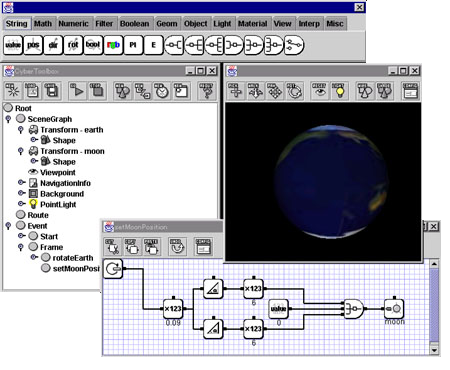 String Math Numeric Filter Boolean Geom Object Light Material View Interp Misc
value pos dir rot bool rgb PI E
CyberToolbox
Root
SceneGraph
Transform - earth
Shape
Transform - moon
Shape
Viewpoint
NavigationInfo
Background
PointLight
Route
Event
Start
Frame
rotateEarth
setMoonPosi
setMoonPosition
×123
0.09
×123
6
×123
6
value
0
moon